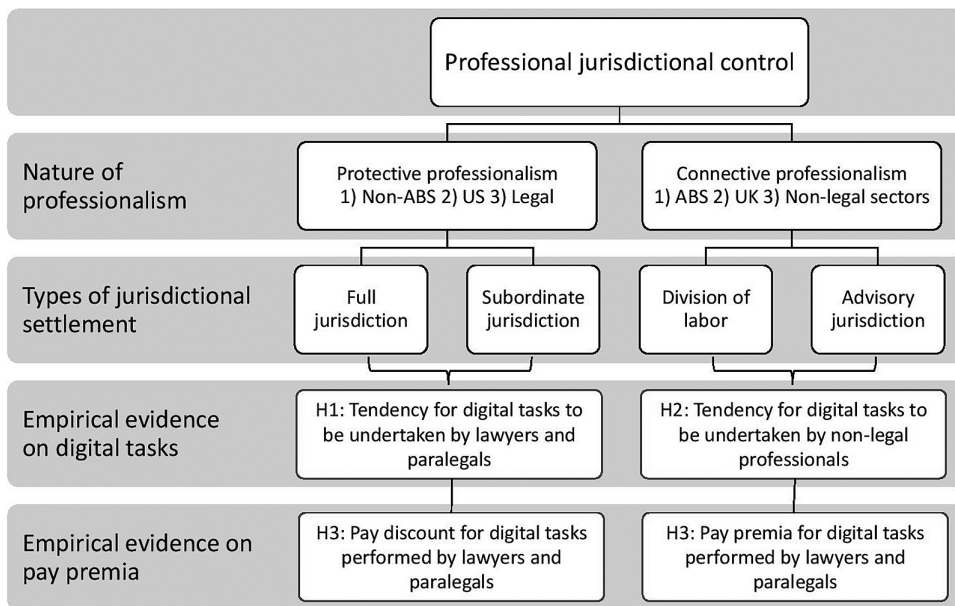 Professional jurisdictional control
Nature of
professionalism
Protective professionalism
1) Non-ABS 2) US 3) Legal
Connective professionalism
1) ABS 2) UK 3) Non-legal sectors
Types of jurisdictional
settlement
Full
jurisdiction
Subordinate
jurisdiction
Division of
labor
Advisory
jurisdiction
Empirical evidence
on digital tasks
H1: Tendency for digital tasks to
be undertaken by lawyers and
paralegals
H2: Tendency for digital tasks to
be undertaken by non-legal
professionals
Empirical evidence on
pay premia
H3: Pay discount for digital tasks
performed by lawyers and
paralegals
H3: Pay premia for digital tasks
performed by lawyers and
paralegals